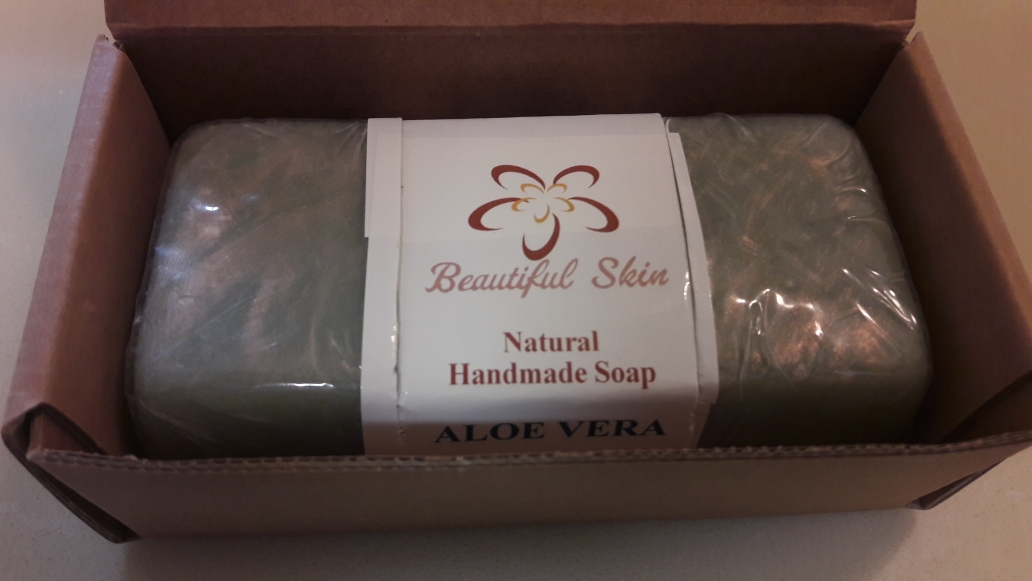 Beautiful Skin
Natural
Handmade Soap
ALOE VERA